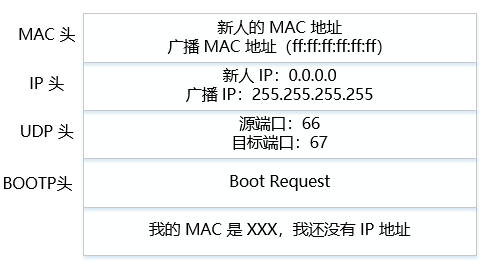 MAC 头
新人的 MAC 地址
广播 MAC 地址（ff:ff:ff:ff:ff:ff）
IP 头
新人 IP：0.0.0.0
广播 IP：255.255.255.255
UDP 头
源端口：66
目标端口：67
BOOTP头
Boot Request
我的 MAC 是 XXX，我还没有 IP 地址